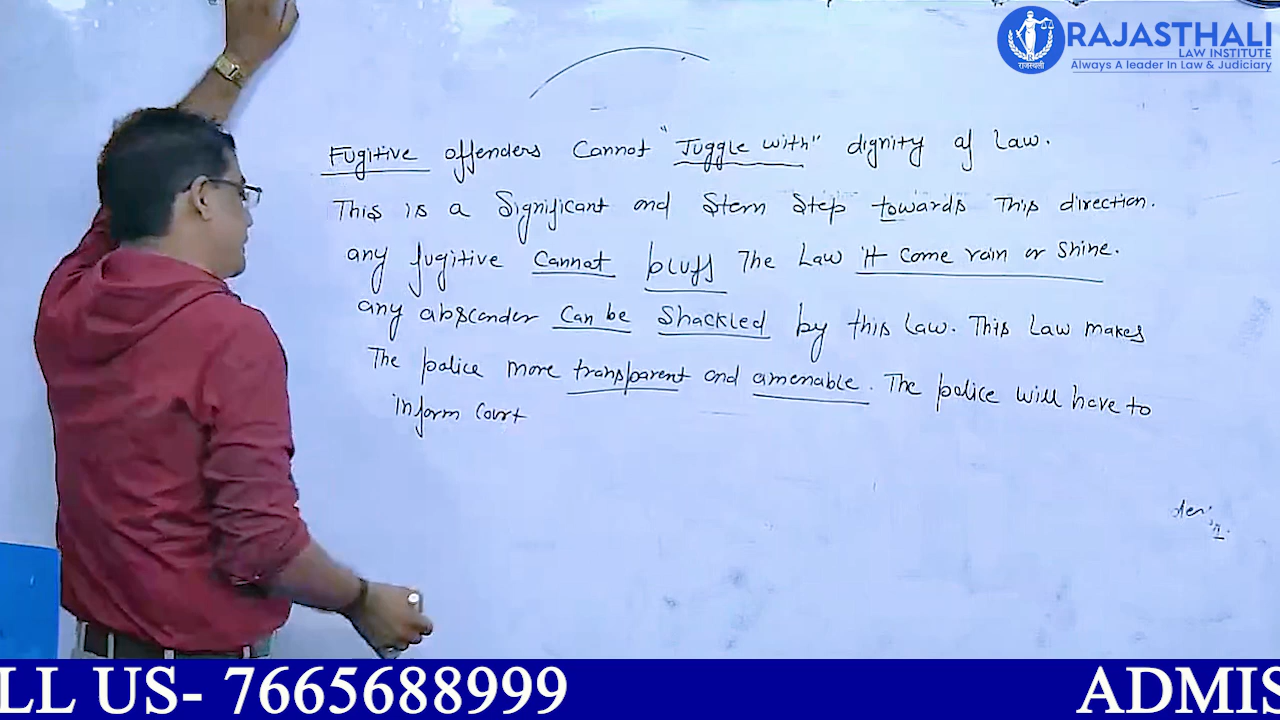 RAJASTHALI
LAW INSTITUTE
राजस्थली
Always A leader In Law & Judiciary
Fugitive offenders Cannot "Juggle with" dignity of Law.
This is a Significant and Stern Step towards This direction.
any fugitive Cannot bluff The Law it come rain or shine.
any absconder Can be Shackled by this Law. This Law makes
The police more transparent and amenable. The police will have to
inform Court
LL US- 7665688999
ADMIS